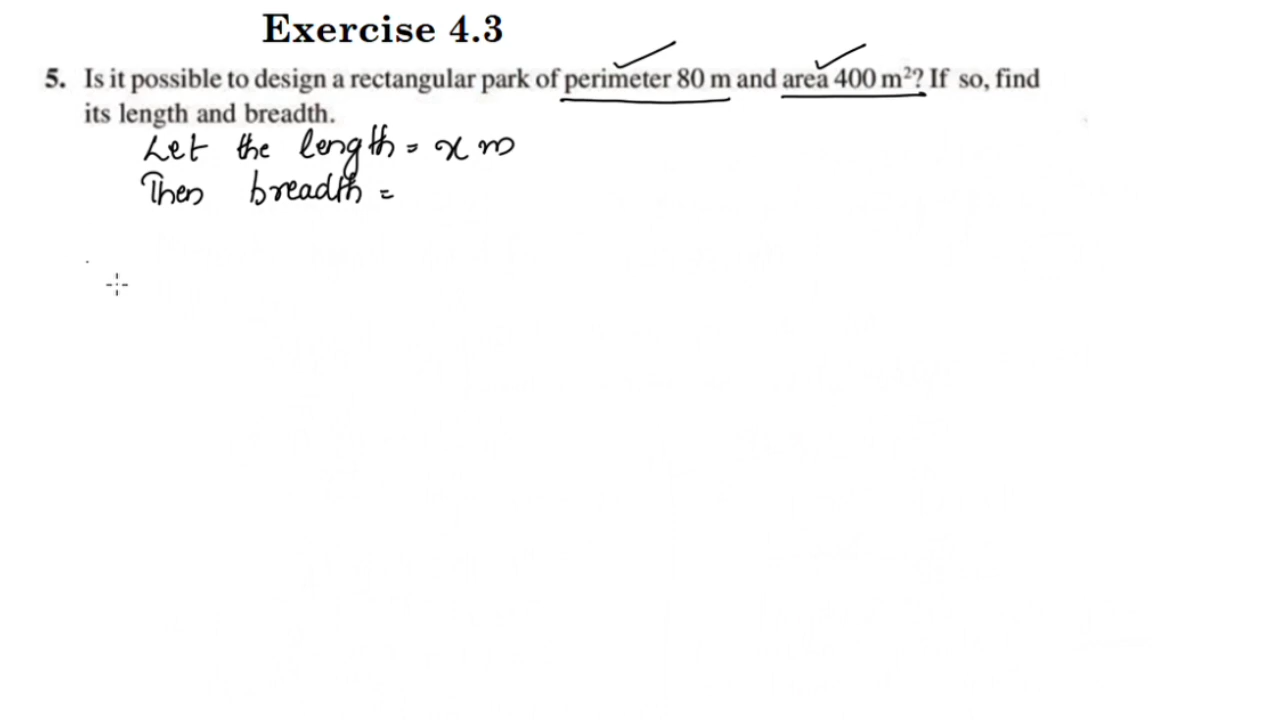 Exercise 4.3
5. Is it possible to design a rectangular park of perimeter 80 m and area 400 m²? If so, find
its length and breadth.
Let the length = x m
Then breadth =